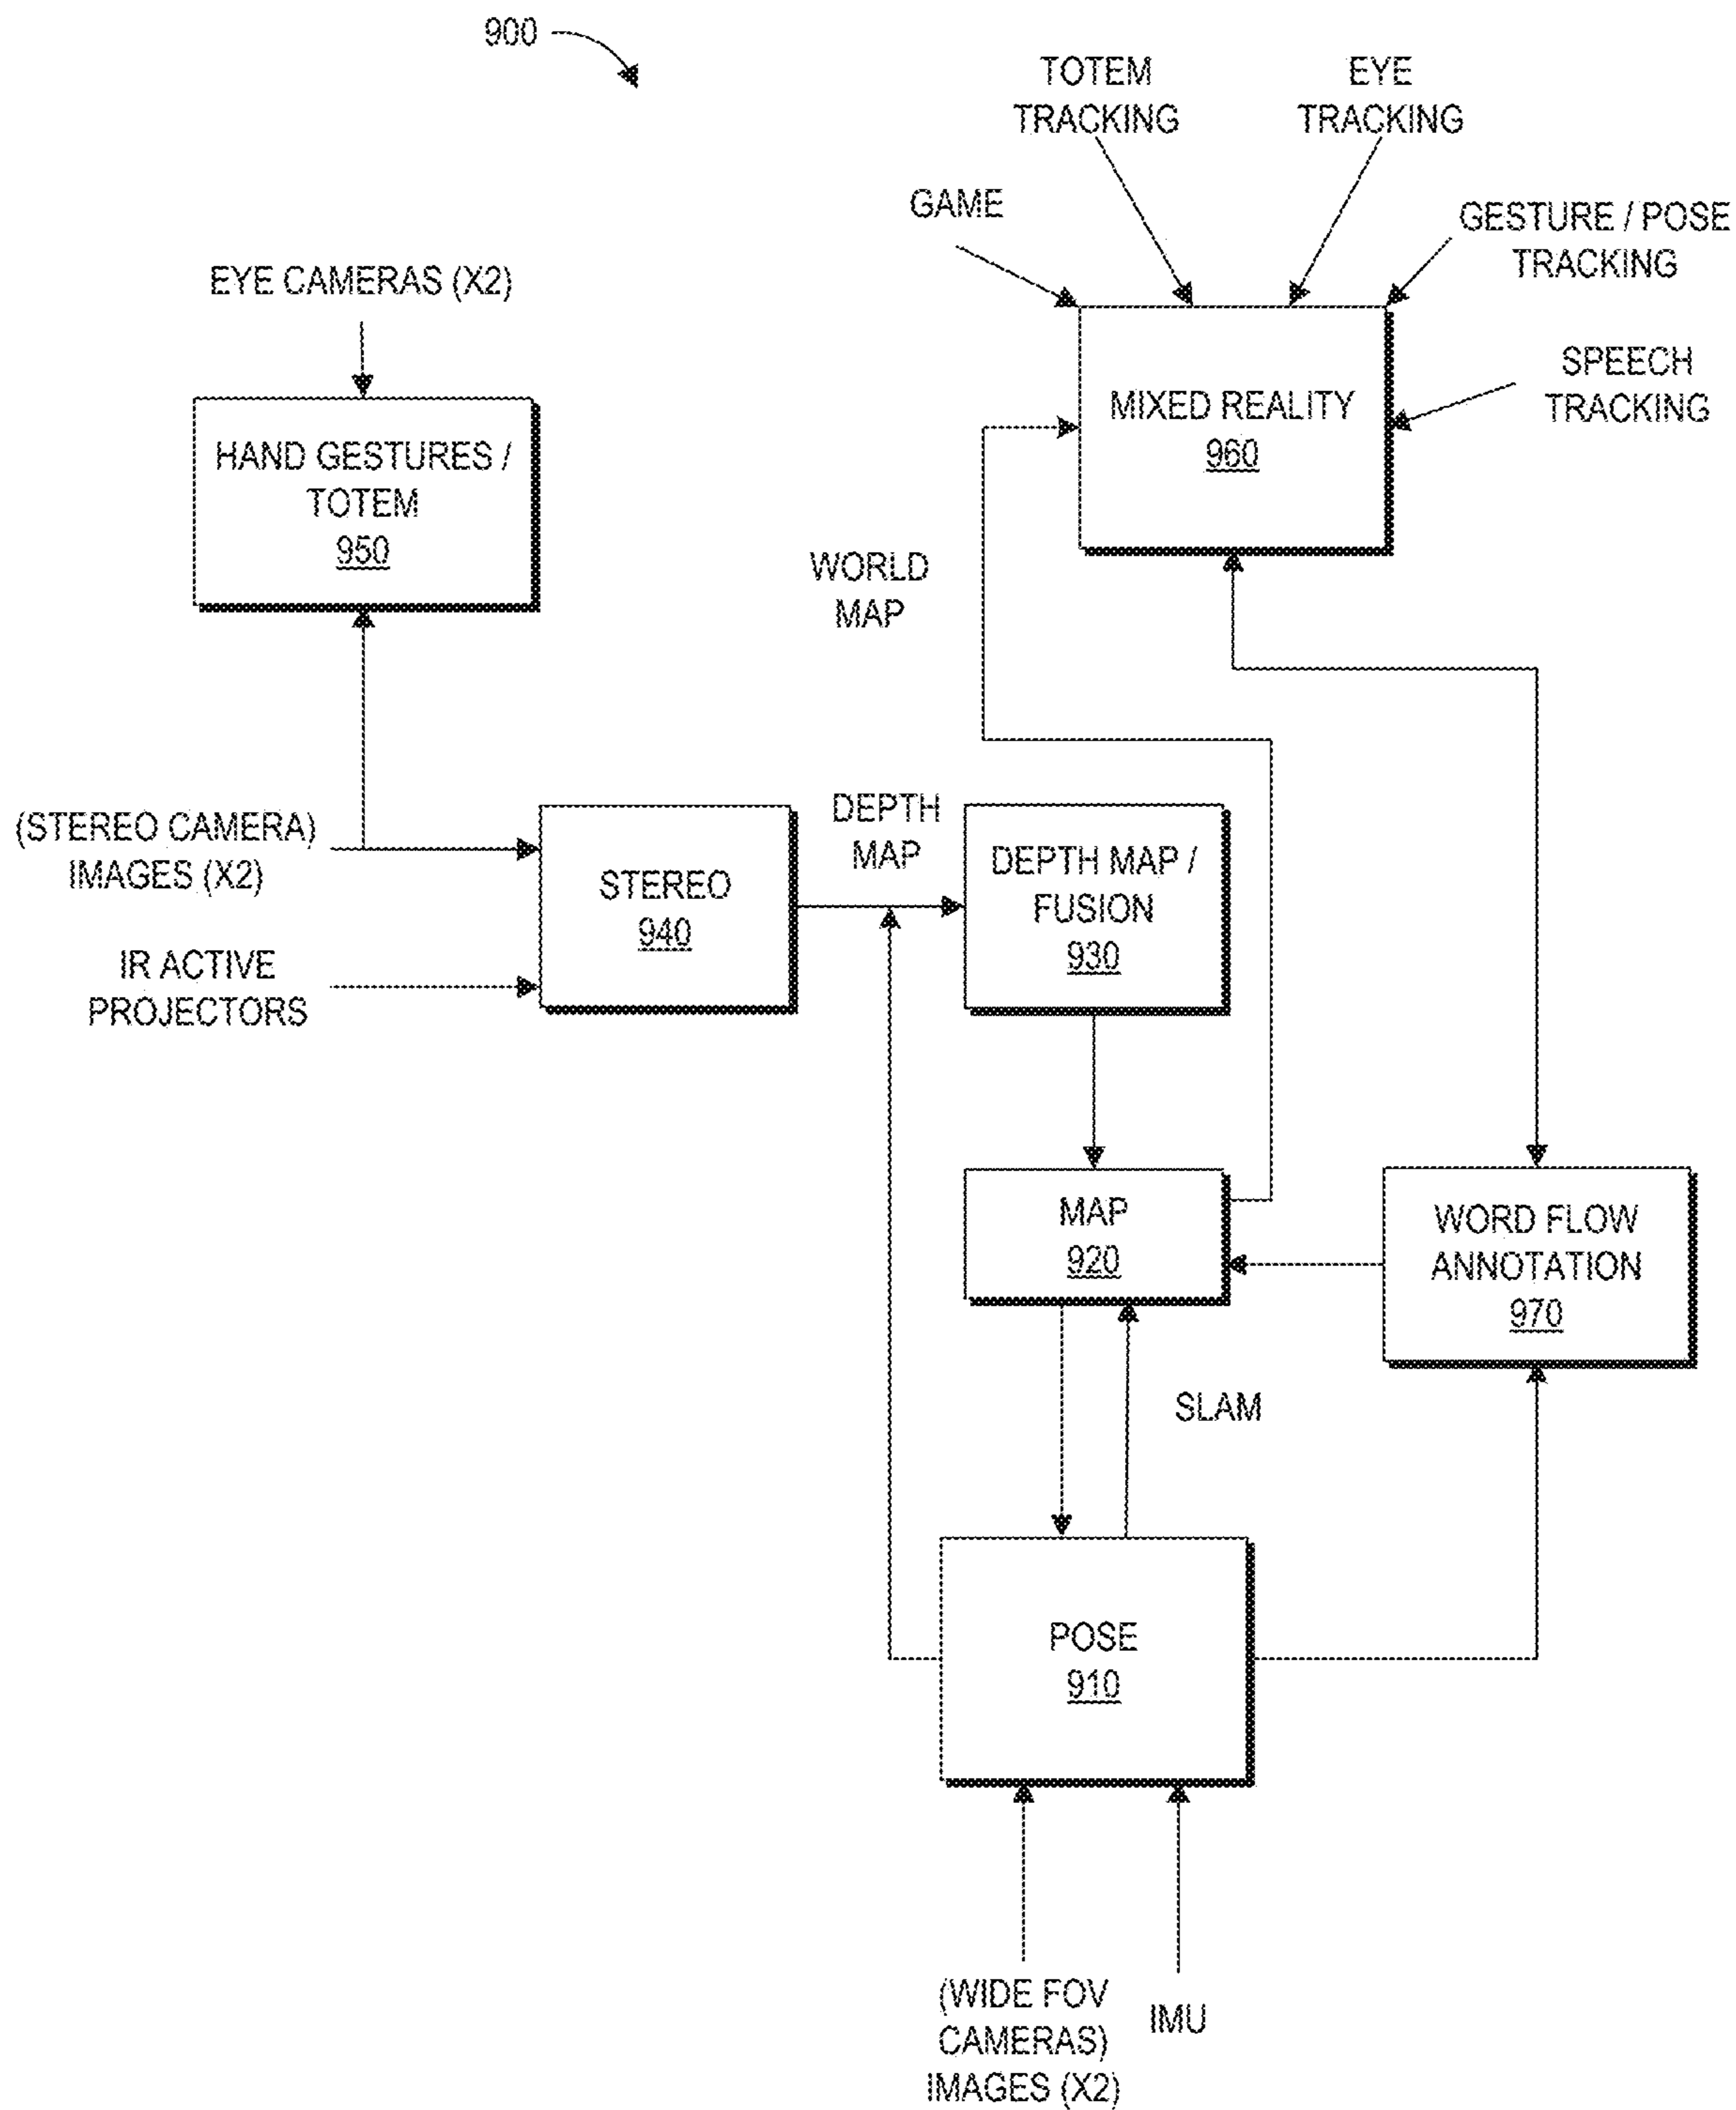 900
TOTEM
TRACKING
EYE
TRACKING
GAME
GESTURE / POSE
TRACKING
EYE CAMERAS (X2)
SPEECH
TRACKING
MIXED REALITY
960
HAND GESTURES /
TOTEM
950
WORLD
MAP
(STEREO CAMERA)
IMAGES (X2)
STEREO
940
DEPTH
MAP
DEPTH MAP /
FUSION
930
IR ACTIVE
PROJECTORS
MAP
920
WORD FLOW
ANNOTATION
970
SLAM
POSE
910
(WIDE FOV
CAMERAS)
IMAGES (X2)
IMU